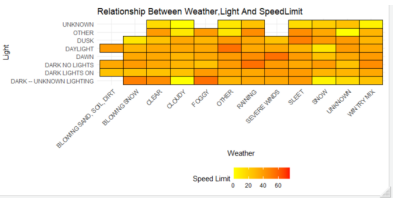 Relationship Between Weather,Light And SpeedLimit
Light
UNKNOWN
OTHER
DUSK
DAYLIGHT
DAWN
DARK NO LIGHTS
DARK LIGHTS ON
DARK -- UNKNOWN LIGHTING
BLOWING SAND, SOIL, DIRT
BLOWING SNOW
CLEAR
CLOUDY
FOGGY
OTHER
RAINING
SEVERE WINDS
SLEET
SNOW
UNKNOWN
WINTRY MIX
Weather
Speed Limit
0 20 40 60